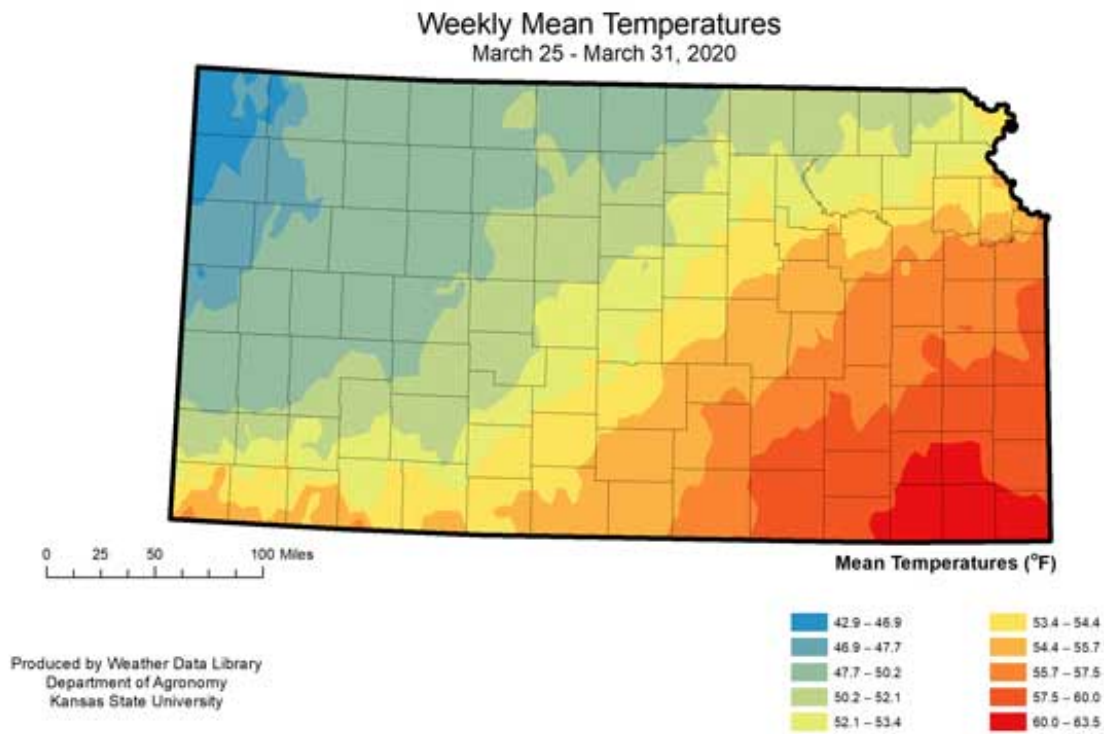 Weekly Mean Temperatures
March 25 - March 31, 2020
0 25 50 100 Miles
Mean Temperatures (°F)
42.9 – 46.9
46.9 – 47.7
47.7 – 50.2
50.2 – 52.1
52.1 – 53.4
53.4 – 54.4
54.4 – 55.7
55.7 – 57.5
57.5 – 60.0
60.0 – 63.5
Produced by Weather Data Library
Department of Agronomy
Kansas State University